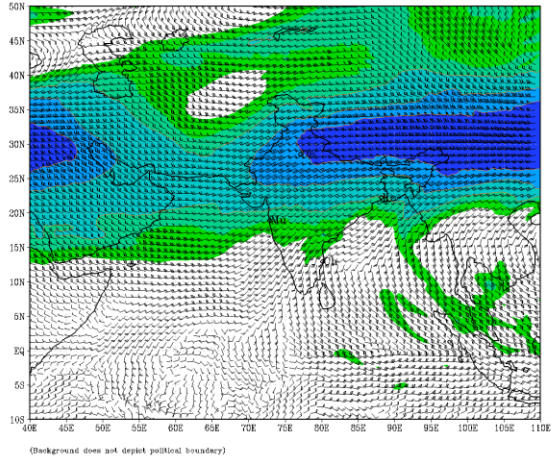 50N
45N
40N
35N
30N
25N
20N
Mu
15N
10N
5N
EQ
5S
10S
40E 45E 50E 55E 60E 65E 70E 75E 80E 85E 90E 95E 100E 105E 110E
(Background does not depict political boundary)